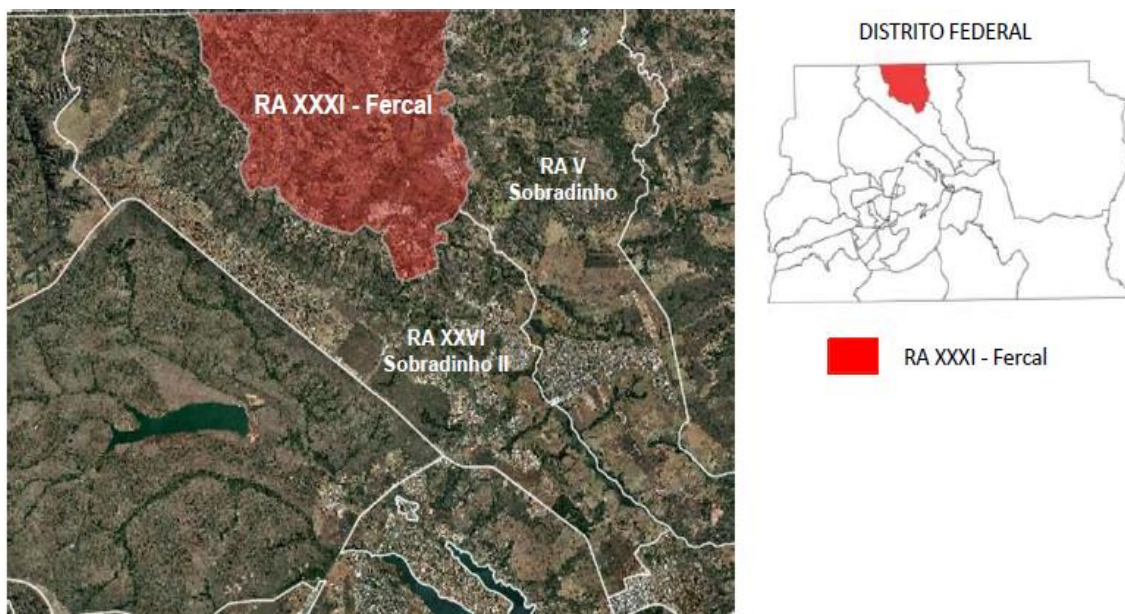 RA XXXI - Fercal
RA V
Sobradinho
RA XXVI
Sobradinho II
DISTRITO FEDERAL
RA XXXI - Fercal